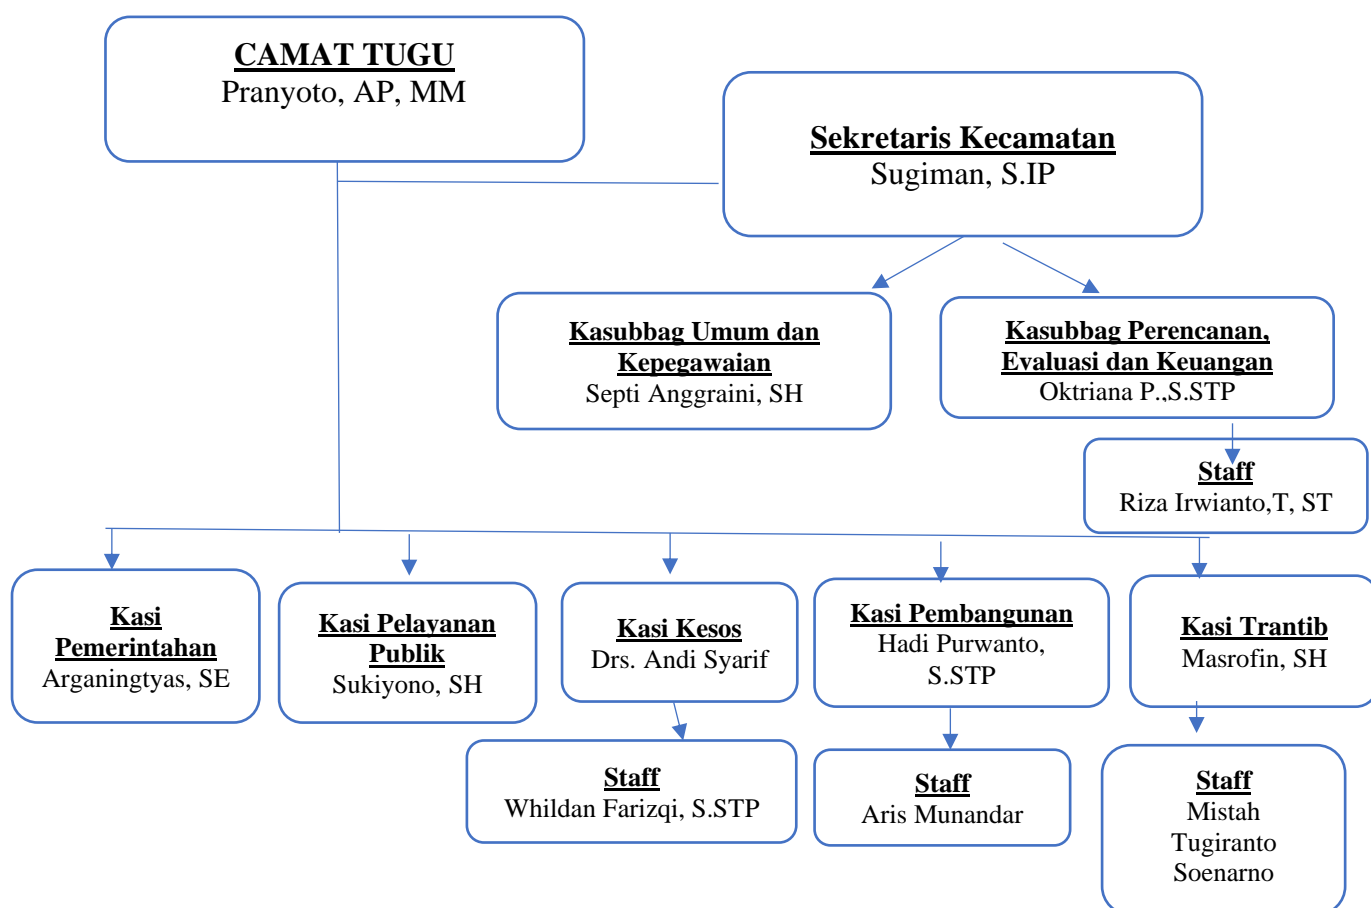 CAMAT TUGU
Pranyoto, AP, MM
Sekretaris Kecamatan
Sugiman, S.IP
Kasubbag Umum dan
Kepegawaian
Septi Anggraini, SH
Kasubbag Perencanan,
Evaluasi dan Keuangan
Oktriana P.,S.STP
Staff
Riza Irwianto,T, ST
Kasi
Pemerintahan
Arganingtyas, SE
Kasi Pelayanan
Publik
Sukiyono, SH
Kasi Kesos
Drs. Andi Syarif
Kasi Pembangunan
Hadi Purwanto,
S.STP
Kasi Trantib
Masrofin, SH
Staff
Whildan Farizqi, S.STP
Staff
Aris Munandar
Staff
Mistah
Tugiranto
Soenarno